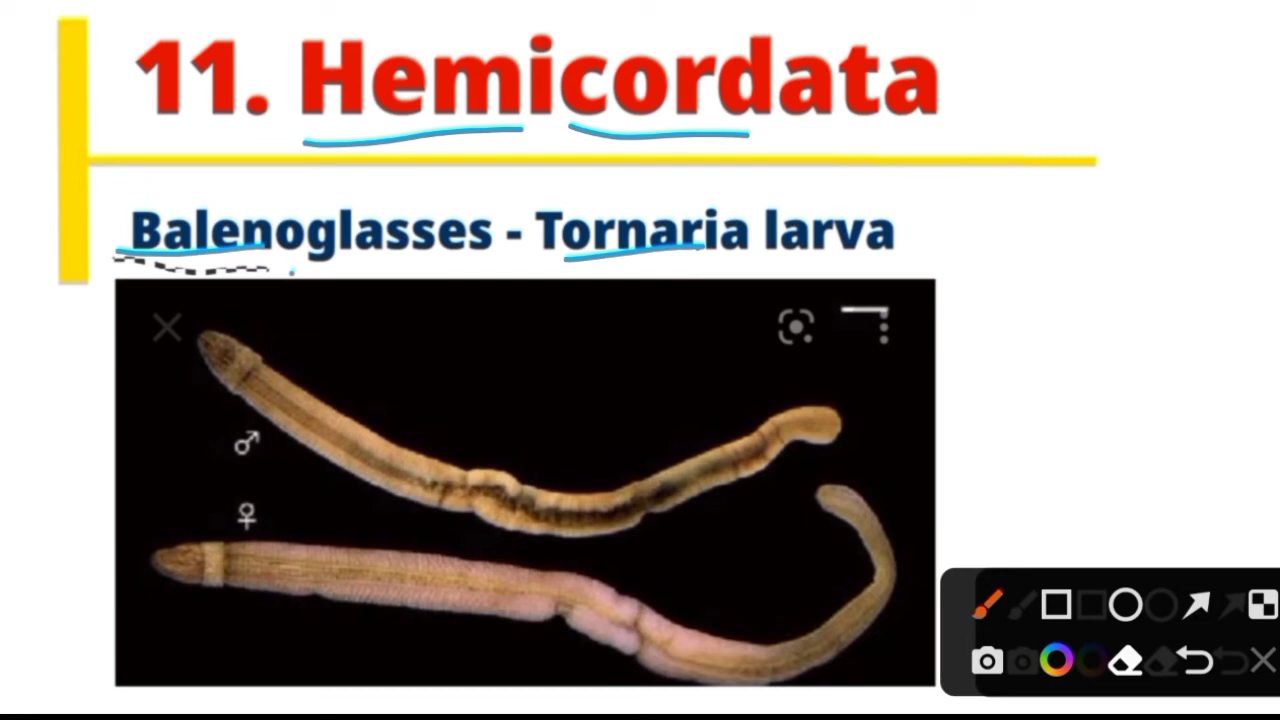 11. Hemicordata
Balenoglasses - Tornaria larva
♂
♀